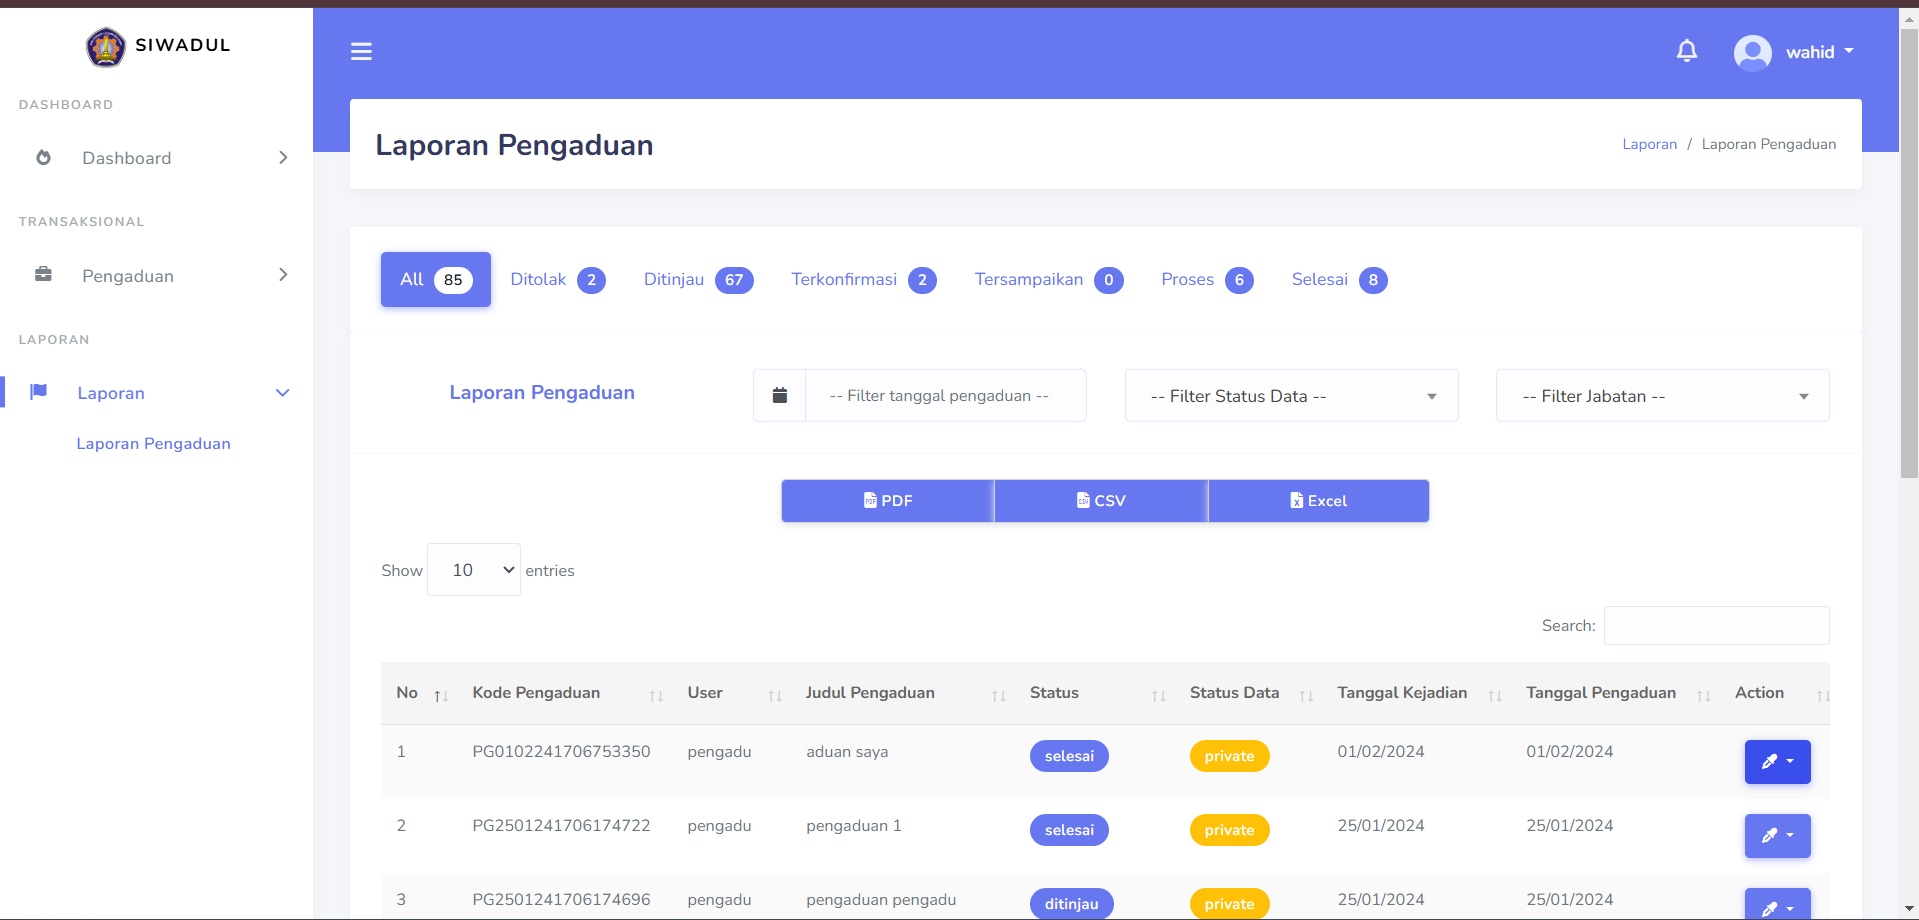 SIWADUL
wahid
DASHBOARD
Dashboard
TRANSAKSIONAL
Pengaduan
LAPORAN
Laporan
Laporan Pengaduan
Laporan Pengaduan
Laporan / Laporan Pengaduan
All 85 Ditolak 2 Ditinjau 67 Terkonfirmasi 2 Tersampaikan 0 Proses 6 Selesai 8
Laporan Pengaduan -- Filter tanggal pengaduan -- -- Filter Status Data -- -- Filter Jabatan --
PDF CSV Excel
Show 10 entries
Search:
No Kode Pengaduan User Judul Pengaduan Status Status Data Tanggal Kejadian Tanggal Pengaduan Action
1 PG0102241706753350 pengadu aduan saya selesai private 01/02/2024 01/02/2024
2 PG2501241706174722 pengadu pengaduan 1 selesai private 25/01/2024 25/01/2024
3 PG2501241706174696 pengadu pengaduan pengadu ditinjau private 25/01/2024 25/01/2024